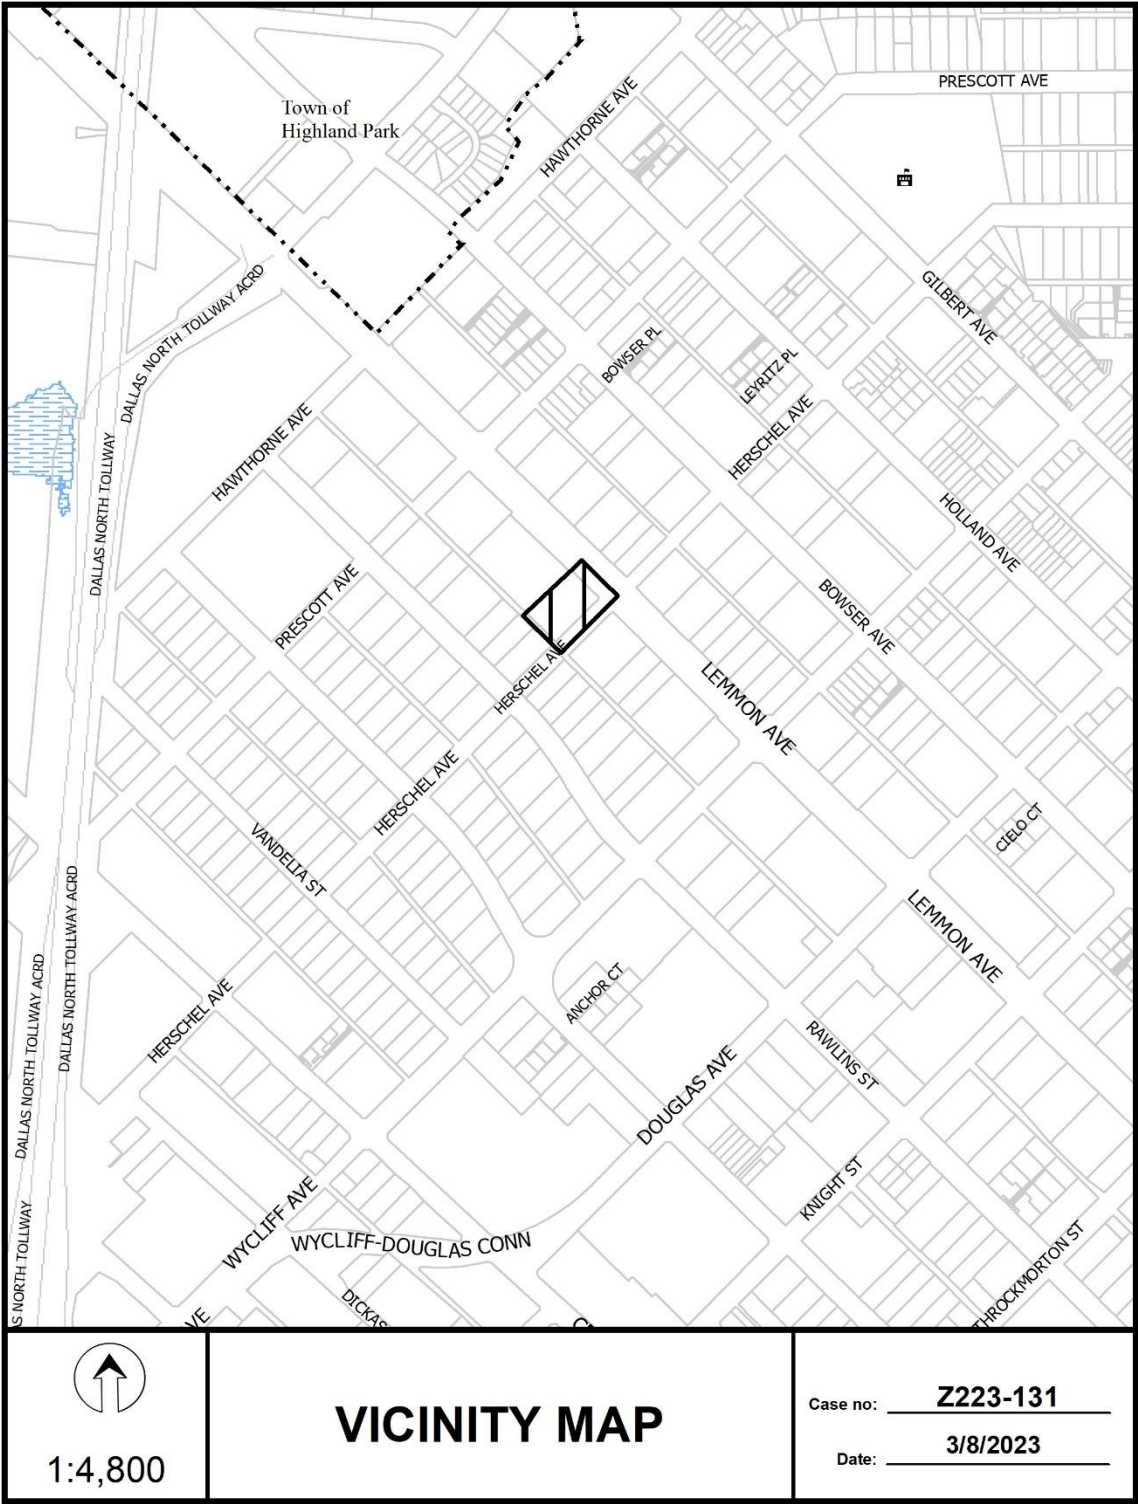 PRESCOTT AVE
Town of
Highland Park
HAWTHORNE AVE
GILBERT AVE
DALLAS NORTH TOLLWAY ACRD
BOWSER PL
LEYRITZ PL
HERSCHEL AVE
HAWTHORNE AVE
DALLAS NORTH TOLLWAY
HOLLAND AVE
PRESCOTT AVE
BOWSER AVE
HERSCHEL AVE
LEMMON AVE
HERSCHEL AVE
VANDELIA ST
CIELO CT
DALLAS NORTH TOLLWAY ACRD
LEMMON AVE
DALLAS NORTH TOLLWAY ACRD
HERSCHEL AVE
ANCHOR CT
RAWLINS ST
DOUGLAS AVE
KNIGHT ST
WYCLIFF AVE
WYCLIFF-DOUGLAS CONN
THROCKMORTON ST
S NORTH TOLLWAY
DICKAS
VE
1:4,800
VICINITY MAP
Case no: Z223-131
Date: 3/8/2023